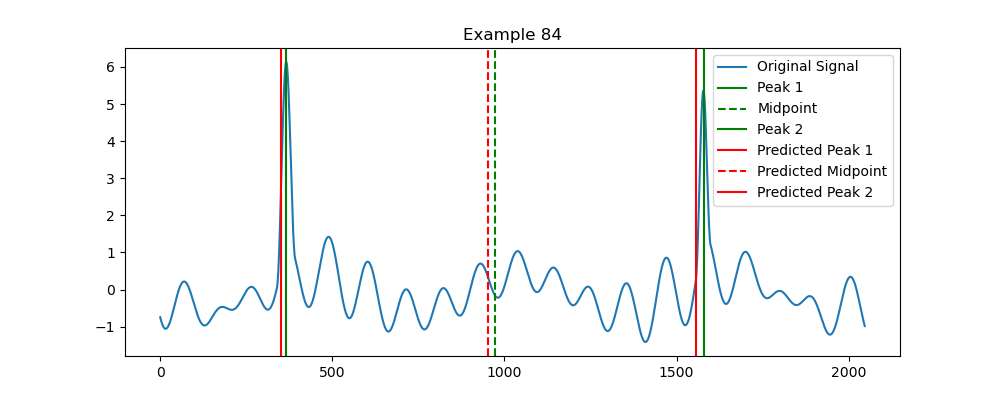 Example 84
Original Signal
Peak 1
Midpoint
Peak 2
Predicted Peak 1
Predicted Midpoint
Predicted Peak 2
6
5
4
3
2
1
0
−1
0 500 1000 1500 2000